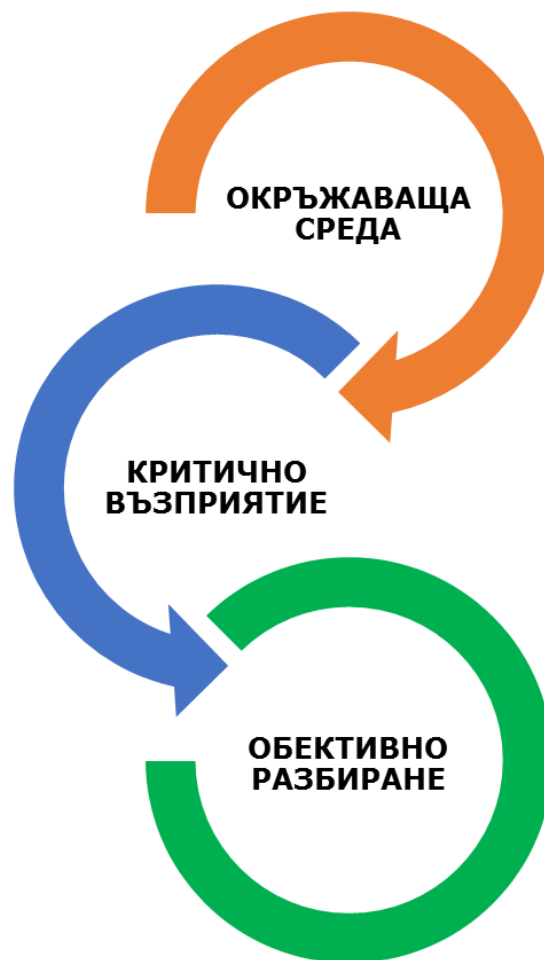 ОКРЪЖАВАЩА
СРЕДА
КРИТИЧНО
ВЪЗПРИЯТИЕ
ОБЕКТИВНО
РАЗБИРАНЕ